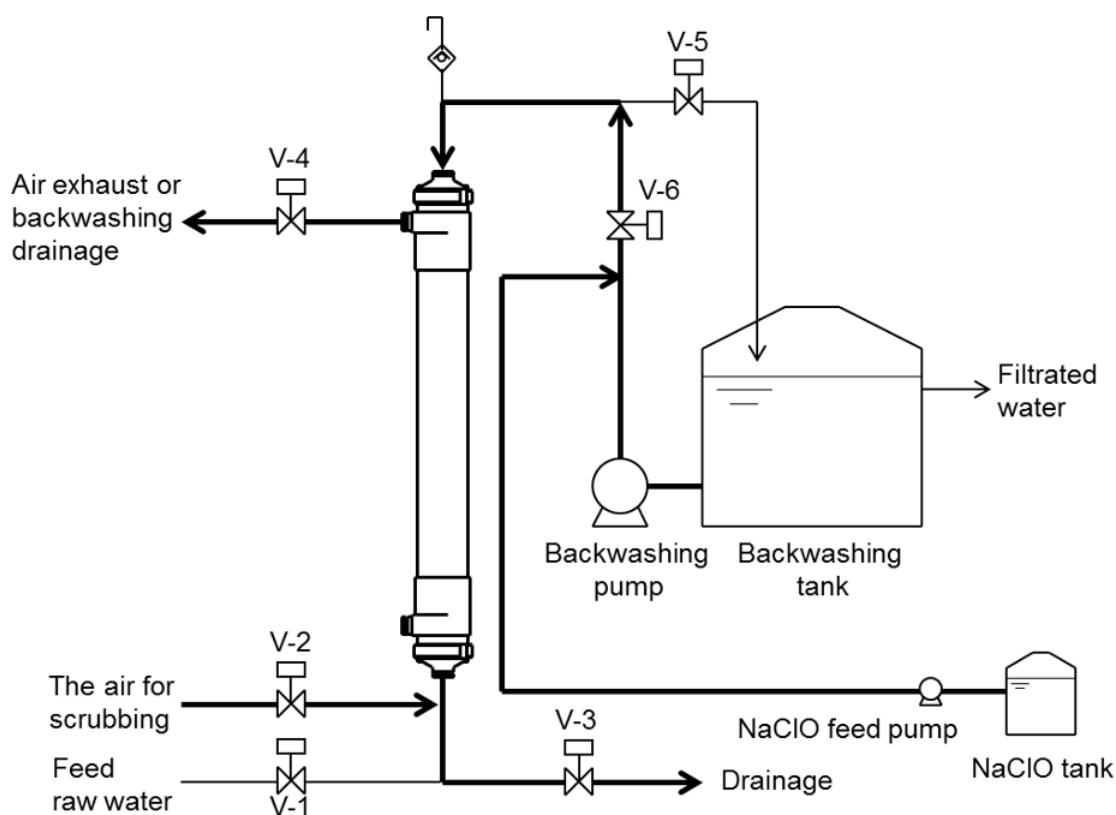 V-5
V-4
Air exhaust or
backwashing
drainage
V-6
Filtrated
water
Backwashing
pump
Backwashing
tank
V-2
The air for
scrubbing
V-3
NaClO feed pump
NaClO tank
Feed
raw water
V-1
Drainage